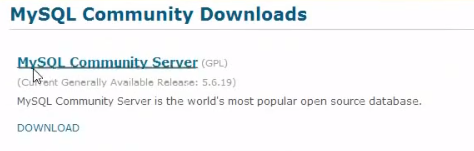 MySQL Community Downloads
MySQL Community Server (GPL)
(Current Generally Available Release: 5.6.19)
MySQL Community Server is the world's most popular open source database.
DOWNLOAD